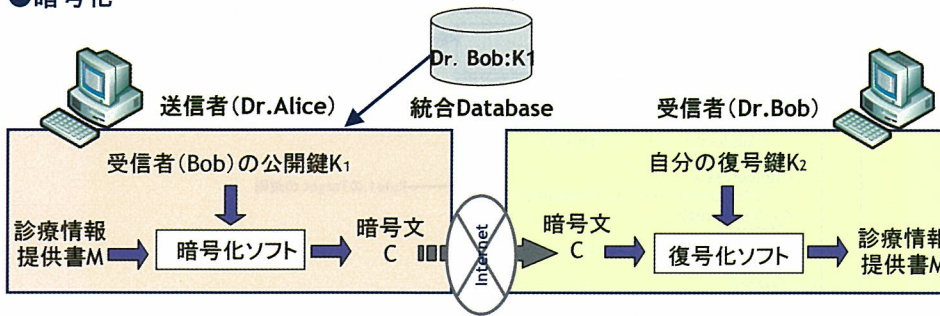 ●暗号化
Dr. Bob:K1
送信者(Dr.Alice)
統合Database
受信者(Dr.Bob)
受信者(Bob)の公開鍵K₁
自分の復号鍵K₂
診療情報
提供書M
暗号化ソフト
暗号文
C
Internet
暗号文
C
復号化ソフト
診療情報
提供書M